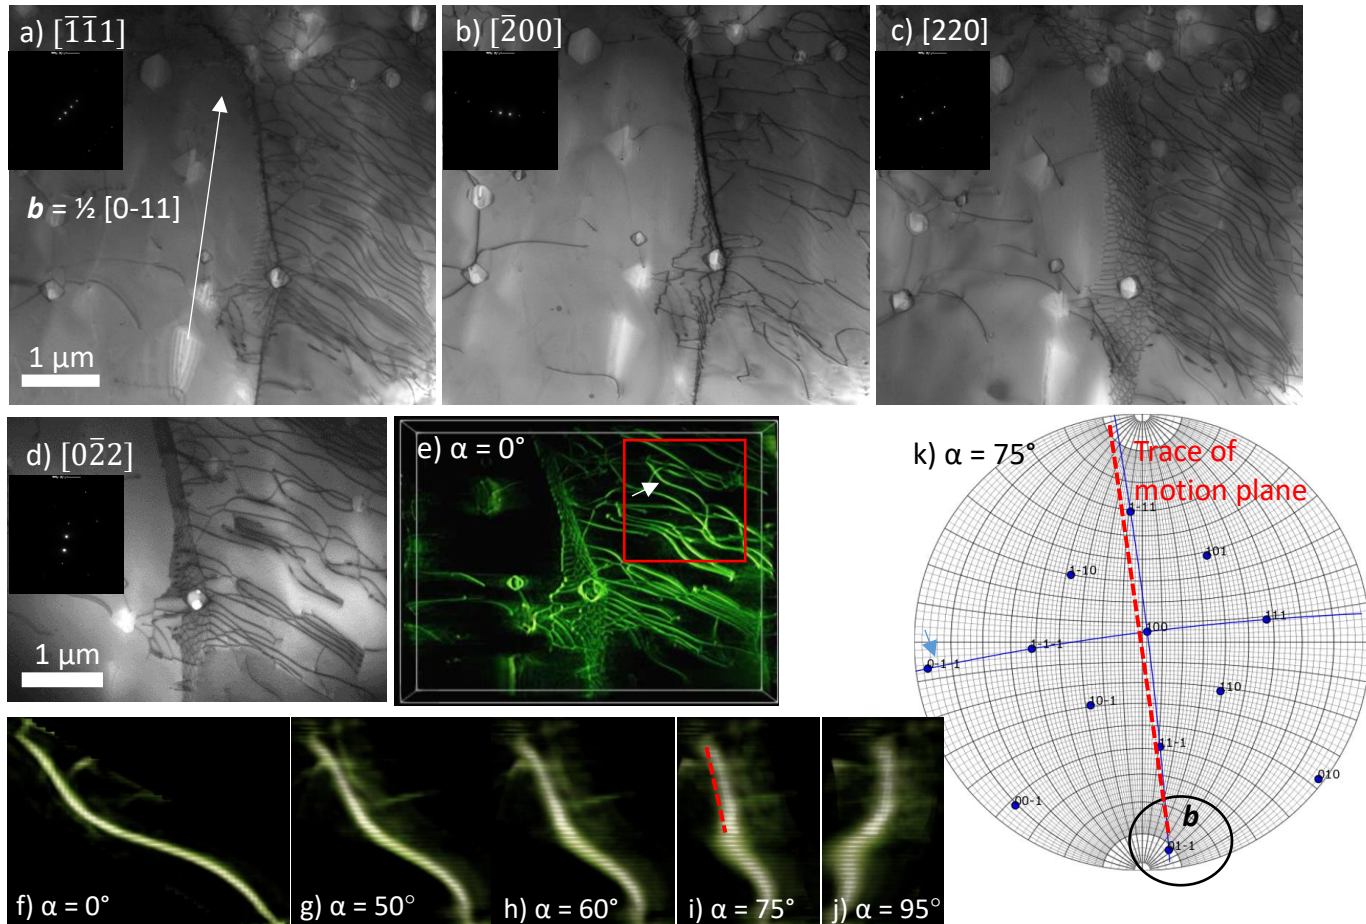 a) [1̅1̅1]
b) [2̅00]
c) [220]
b = ½ [0-11]
1 µm
d) [02̅2]
1 µm
e) α = 0°
k) α = 75°
Trace of
motion plane
1-11
101
1-10
100
111
1-1-1
0-1-1
110
10-1
11-1
010
00-1
b
01-1
f) α = 0°
g) α = 50°
h) α = 60°
i) α = 75°
j) α = 95°